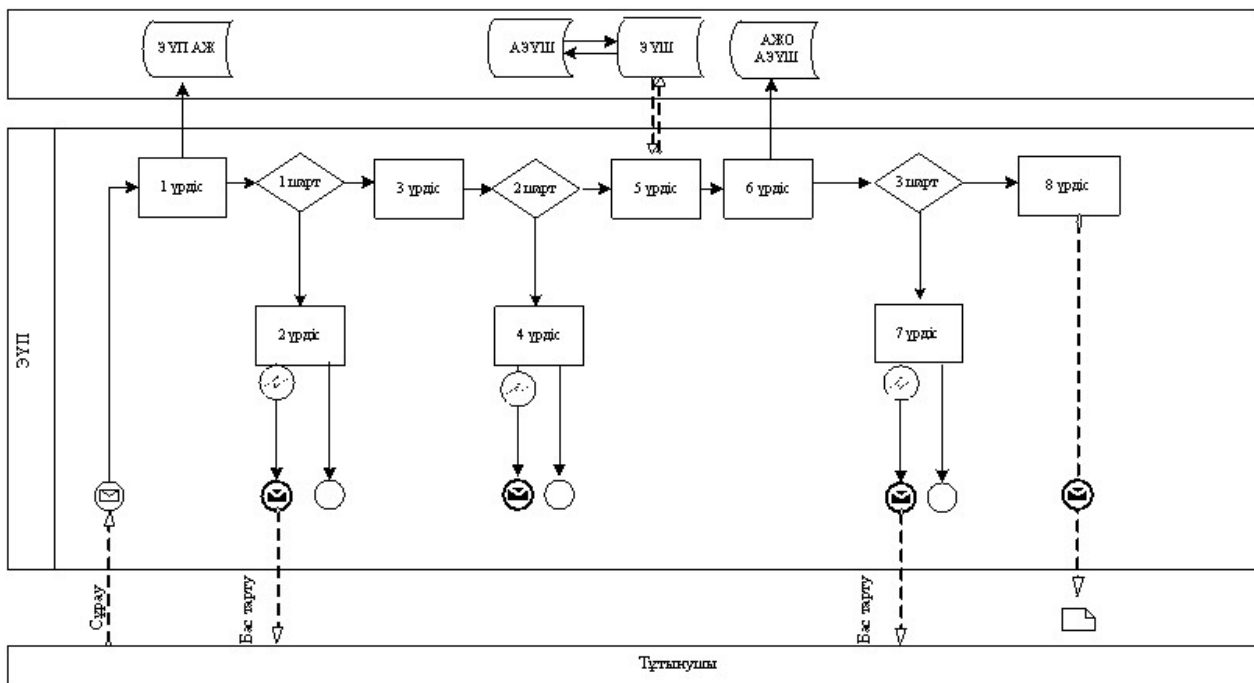 ЭҮП АЖ
АЭҮШ
ЭҮШ
АЖО
АЭҮШ
1 үрдіс
1 шарт
3 үрдіс
2 шарт
5 үрдіс
6 үрдіс
3 шарт
8 үрдіс
2 үрдіс
4 үрдіс
7 үрдіс
ЭҮП
Сұрау
Бас тарту
Бас тарту
Тұтынушы